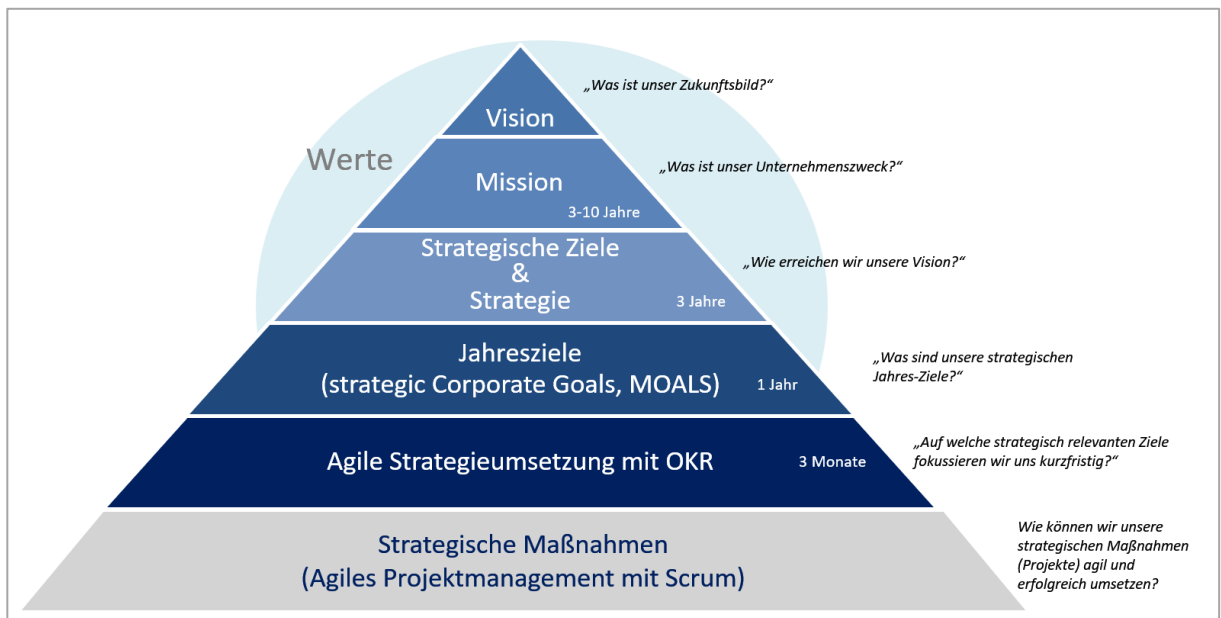 „Was ist unser Zukunftsbild?“
Vision
Werte
„Was ist unser Unternehmenszweck?“
Mission
3-10 Jahre
Strategische Ziele
&
Strategie
3 Jahre
„Wie erreichen wir unsere Vision?“
Jahresziele
(strategic Corporate Goals, MOALS)
1 Jahr
„Was sind unsere strategischen
Jahres-Ziele?“
Agile Strategieumsetzung mit OKR
3 Monate
„Auf welche strategisch relevanten Ziele
fokussieren wir uns kurzfristig?“
Strategische Maßnahmen
(Agiles Projektmanagement mit Scrum)
Wie können wir unsere
strategischen Maßnahmen
(Projekte) agil und
erfolgreich umsetzen?